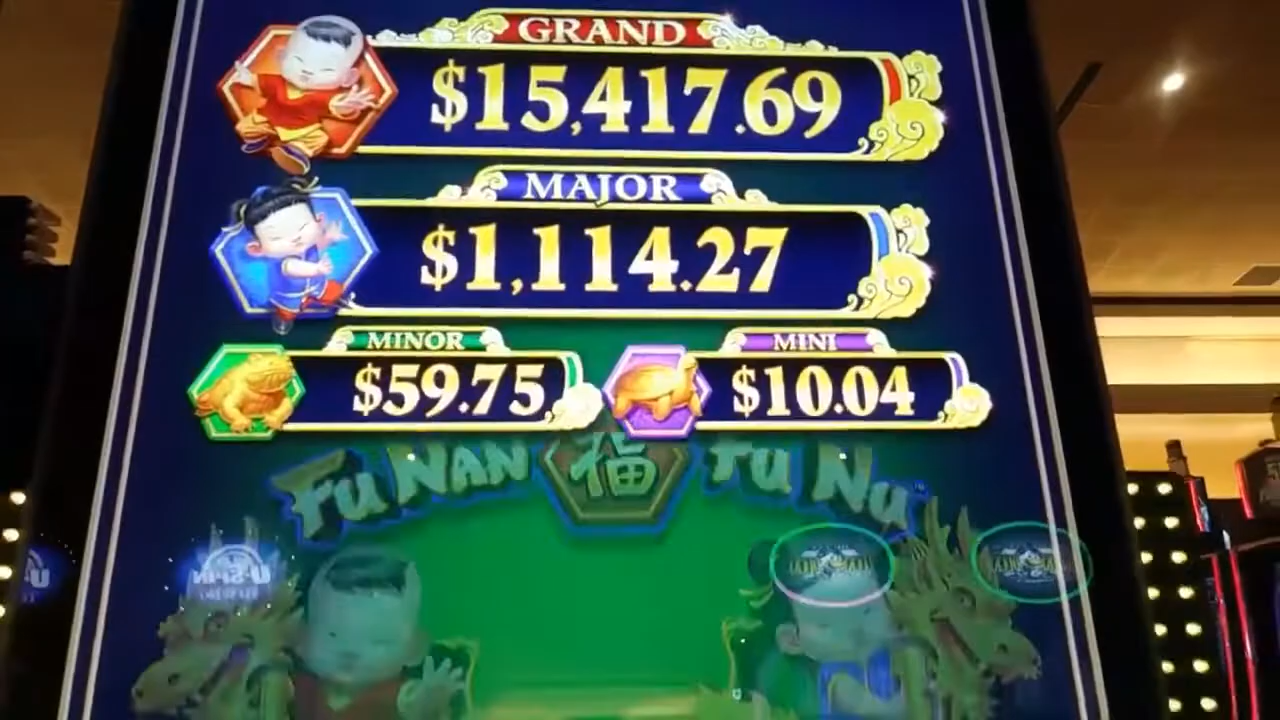 GRAND
$15,417.69
MAJOR
$1,114.27
MINOR
MINI
$59.75
$10.04
FU NAN 福 FU NU
U-SPIN